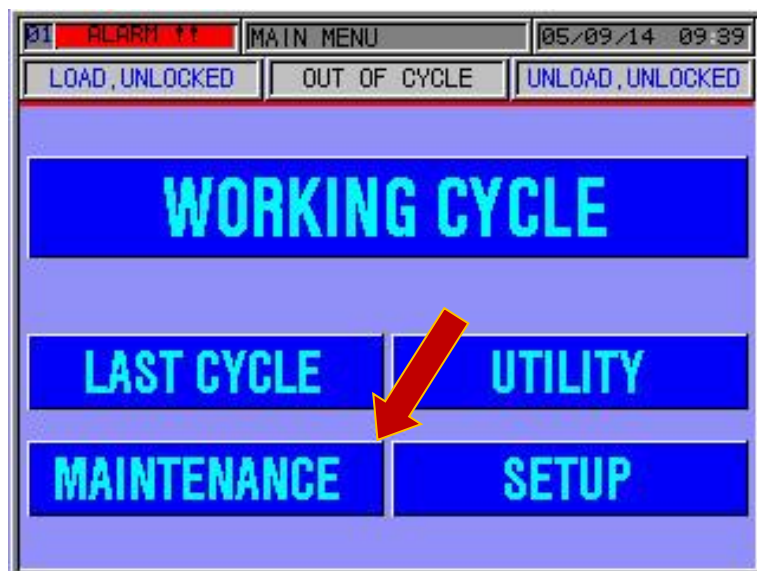 01 ALARM !! MAIN MENU 05/09/14 09:39
LOAD,UNLOCKED OUT OF CYCLE UNLOAD,UNLOCKED
WORKING CYCLE
LAST CYCLE UTILITY
MAINTENANCE SETUP